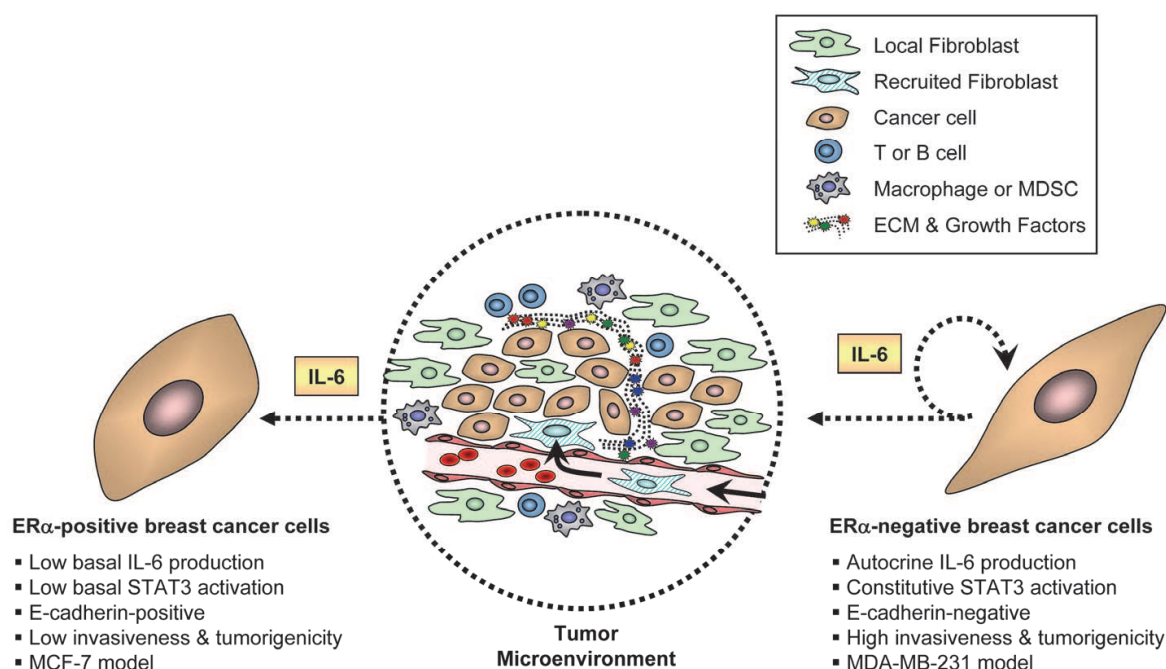 Local Fibroblast
Recruited Fibroblast
Cancer cell
T or B cell
Macrophage or MDSC
ECM & Growth Factors
IL-6
IL-6
ERα-positive breast cancer cells
▪ Low basal IL-6 production
▪ Low basal STAT3 activation
▪ E-cadherin-positive
▪ Low invasiveness & tumorigenicity
▪ MCF-7 model
Tumor
Microenvironment
ERα-negative breast cancer cells
▪ Autocrine IL-6 production
▪ Constitutive STAT3 activation
▪ E-cadherin-negative
▪ High invasiveness & tumorigenicity
▪ MDA-MB-231 model